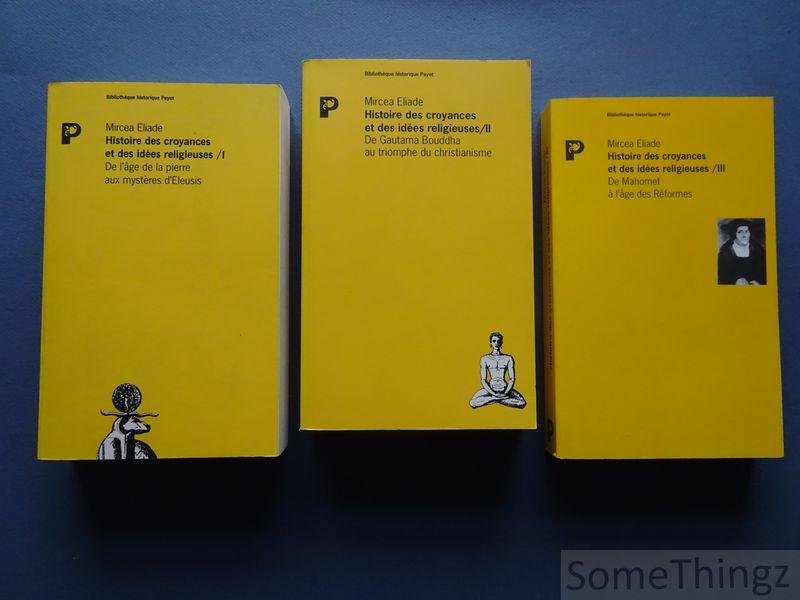 Bibliothèque historique Payot
P
Mircea Eliade
Histoire des croyances
et des idées religieuses /I
De l'âge de la pierre
aux mystères d'Eleusis
Bibliothèque historique Payot
P
Mircea Eliade
Histoire des croyances
et des idées religieuses/II
De Gautama Bouddha
au triomphe du christianisme
Bibliothèque historique Payot
P
Mircea Eliade
Histoire des croyances
et des idées religieuses /III
De Mahomet
à l'âge des Réformes
P
SomeThingz